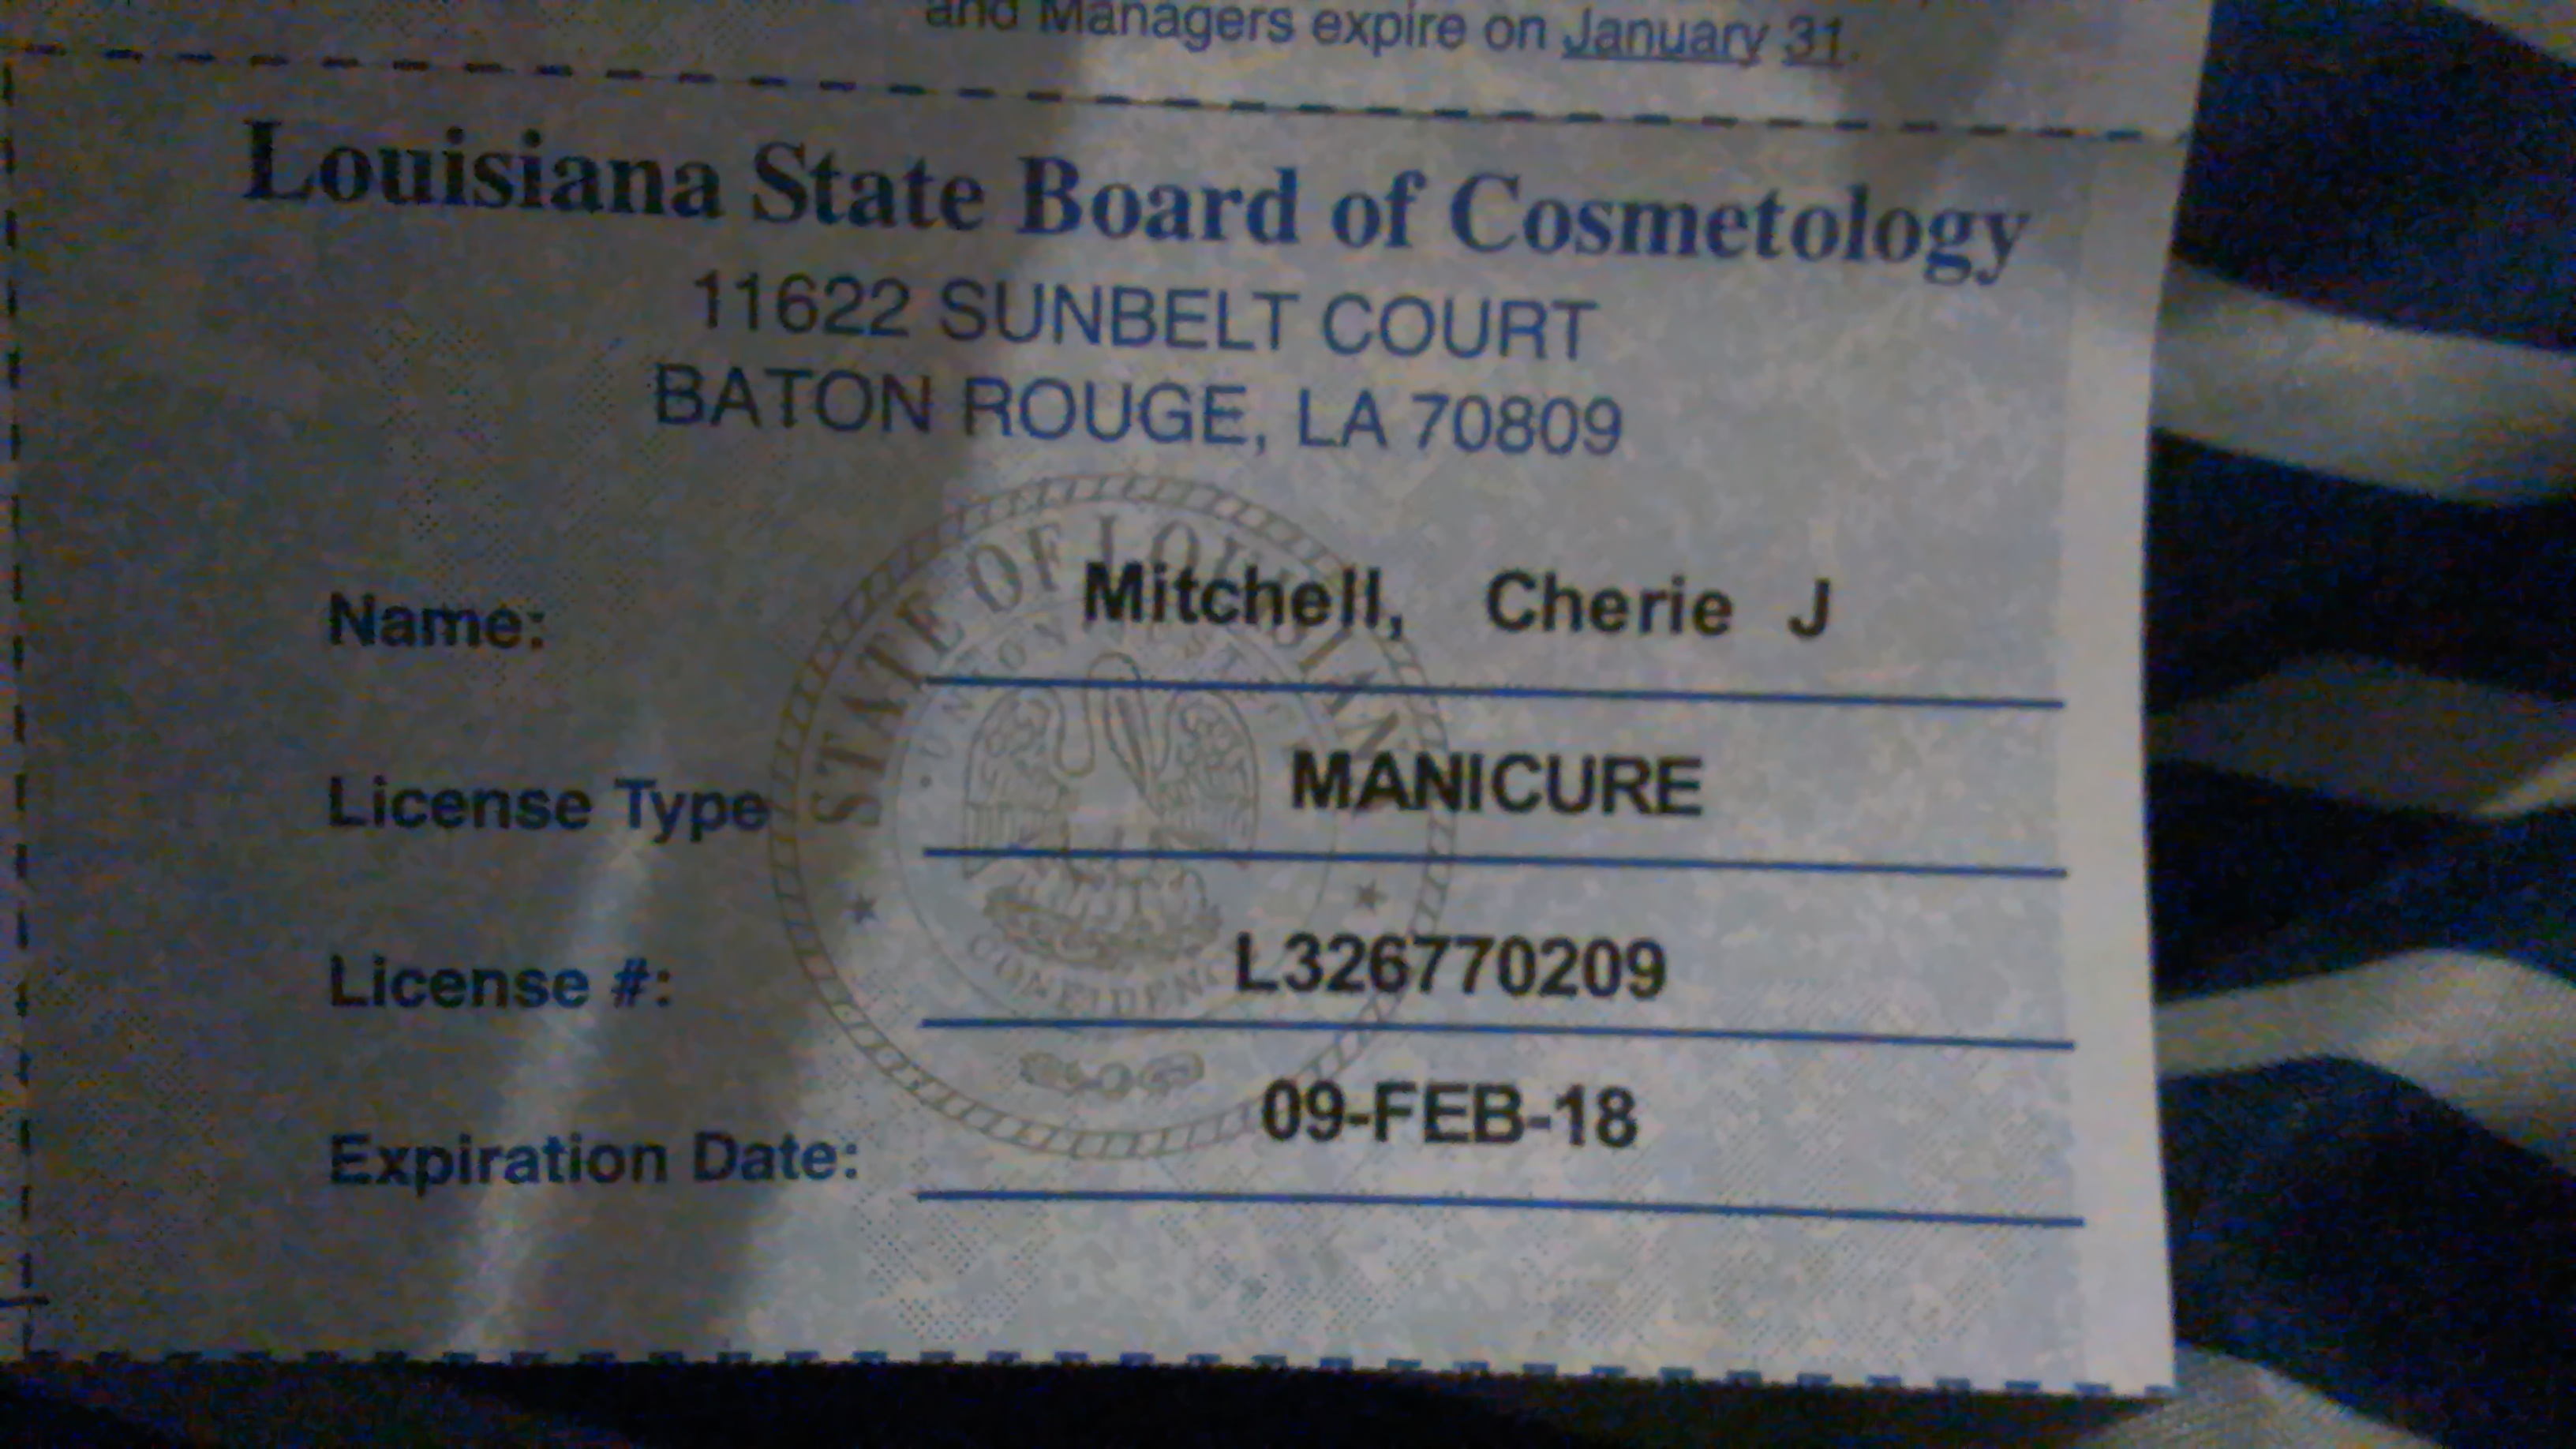 and Managers expire on January 31.
Louisiana State Board of Cosmetology
11622 SUNBELT COURT
BATON ROUGE, LA 70809
STATE OF LOUISIANA
UNION JUSTICE
CONFIDENCE
Name: Mitchell, Cherie J
License Type MANICURE
License #: L326770209
Expiration Date: 09-FEB-18